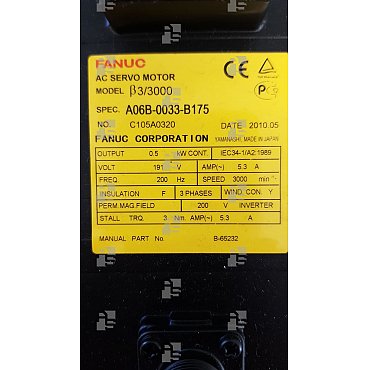 FANUC
AC SERVO MOTOR
MODEL β3/3000
SPEC. A06B-0033-B175
NO. C105A0320 DATE 2010.05
FANUC CORPORATION YAMANASHI, MADE IN JAPAN
OUTPUT 0.5 kW CONT. IEC34-1/A2:1989
VOLT 191 V AMP(~) 5.3 A
FREQ. 200 Hz SPEED 3000 min⁻¹
INSULATION F 3 PHASES WIND. CON. Y
PERM.MAG.FIELD 200 V INVERTER
STALL TRQ. 3 Nm. AMP(~) 5.3 A
MANUAL PART No. B-65232